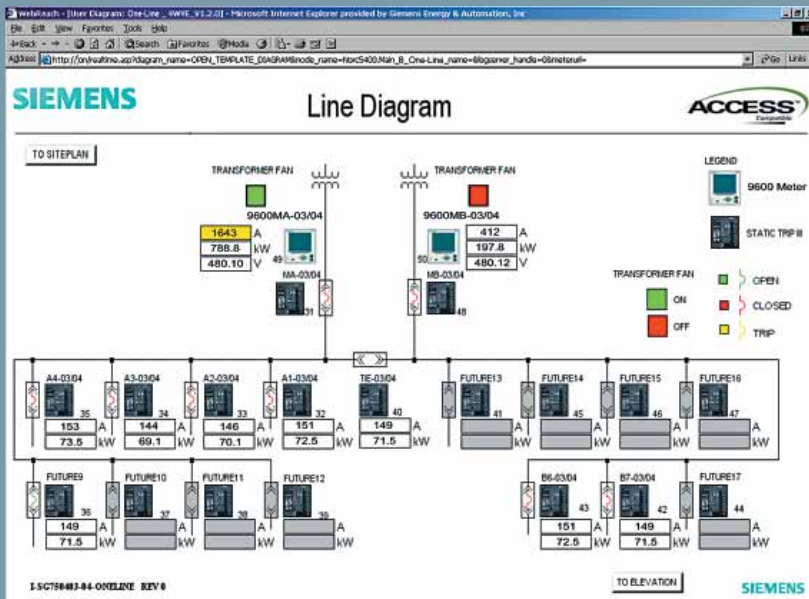 WebReach - [User Diagram: One-Line _ 4WYE_V1.2.0] - Microsoft Internet Explorer provided by Siemens Energy & Automation, Inc
File Edit View Favorites Tools Help
Back Search Favorites Media
Address Go Links
SIEMENS
Line Diagram
ACCESS
Compatible
TO SITEPLAN
TRANSFORMER FAN
TRANSFORMER FAN
LEGEND
9600 Meter
STATIC TRIP III
9600MA-03/04
9600MB-03/04
1643 A
788.8 kW
480.10 V
49
412 A
197.8 kW
480.12 V
50
MA-03/04
31
MB-03/04
48
TRANSFORMER FAN
ON
OFF
OPEN
CLOSED
TRIP
A4-03/04 A3-03/04 A2-03/04 A1-03/04 TIE-03/04 FUTURE13 FUTURE14 FUTURE15 FUTURE16
35 34 33 32 40 41 45 46 47
153 A 144 A 146 A 151 A 149 A A A A A
73.5 kW 69.1 kW 70.1 kW 72.5 kW 71.5 kW kW kW kW kW
FUTURE9 FUTURE10 FUTURE11 FUTURE12 B6-03/04 B7-03/04 FUTURE17
36 37 38 39 43 42 44
149 A A A A 151 A 149 A A
71.5 kW kW kW kW 72.5 kW 71.5 kW kW
I-SG750403-04-ONELINE REV 0
TO ELEVATION
SIEMENS